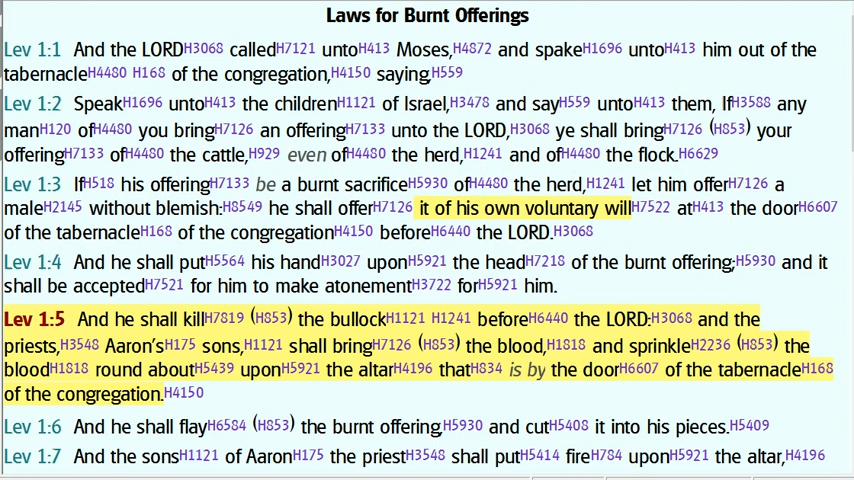 Laws for Burnt Offerings
Lev 1:1 And the LORDH3068 calledH7121 untoH413 Moses,H4872 and spakeH1696 untoH413 him out of the
tabernacleH4480 H168 of the congregation,H4150 saying,H559
Lev 1:2 SpeakH1696 untoH413 the childrenH1121 of Israel,H3478 and sayH559 untoH413 them, IfH3588 any
manH120 ofH4480 you bringH7126 an offeringH7133 unto the LORD,H3068 ye shall bringH7126 (H853) your
offeringH7133 ofH4480 the cattle,H929 even ofH4480 the herd,H1241 and ofH4480 the flock.H6629
Lev 1:3 IfH518 his offeringH7133 be a burnt sacrificeH5930 ofH4480 the herd,H1241 let him offerH7126 a
maleH2145 without blemish:H8549 he shall offerH7126 it of his own voluntary willH7522 atH413 the doorH6607
of the tabernacleH168 of the congregationH4150 beforeH6440 the LORD.H3068
Lev 1:4 And he shall putH5564 his handH3027 uponH5921 the headH7218 of the burnt offering;H5930 and it
shall be acceptedH7521 for him to make atonementH3722 forH5921 him.
Lev 1:5 And he shall killH7819 (H853) the bullockH1121 H1241 beforeH6440 the LORD:H3068 and the
priests,H3548 Aaron'sH175 sons,H1121 shall bringH7126 (H853) the blood,H1818 and sprinkleH2236 (H853) the
bloodH1818 round aboutH5439 uponH5921 the altarH4196 thatH834 is by the doorH6607 of the tabernacleH168
of the congregation.H4150
Lev 1:6 And he shall flayH6584 (H853) the burnt offering,H5930 and cutH5408 it into his pieces.H5409
Lev 1:7 And the sonsH1121 of AaronH175 the priestH3548 shall putH5414 fireH784 uponH5921 the altar,H4196